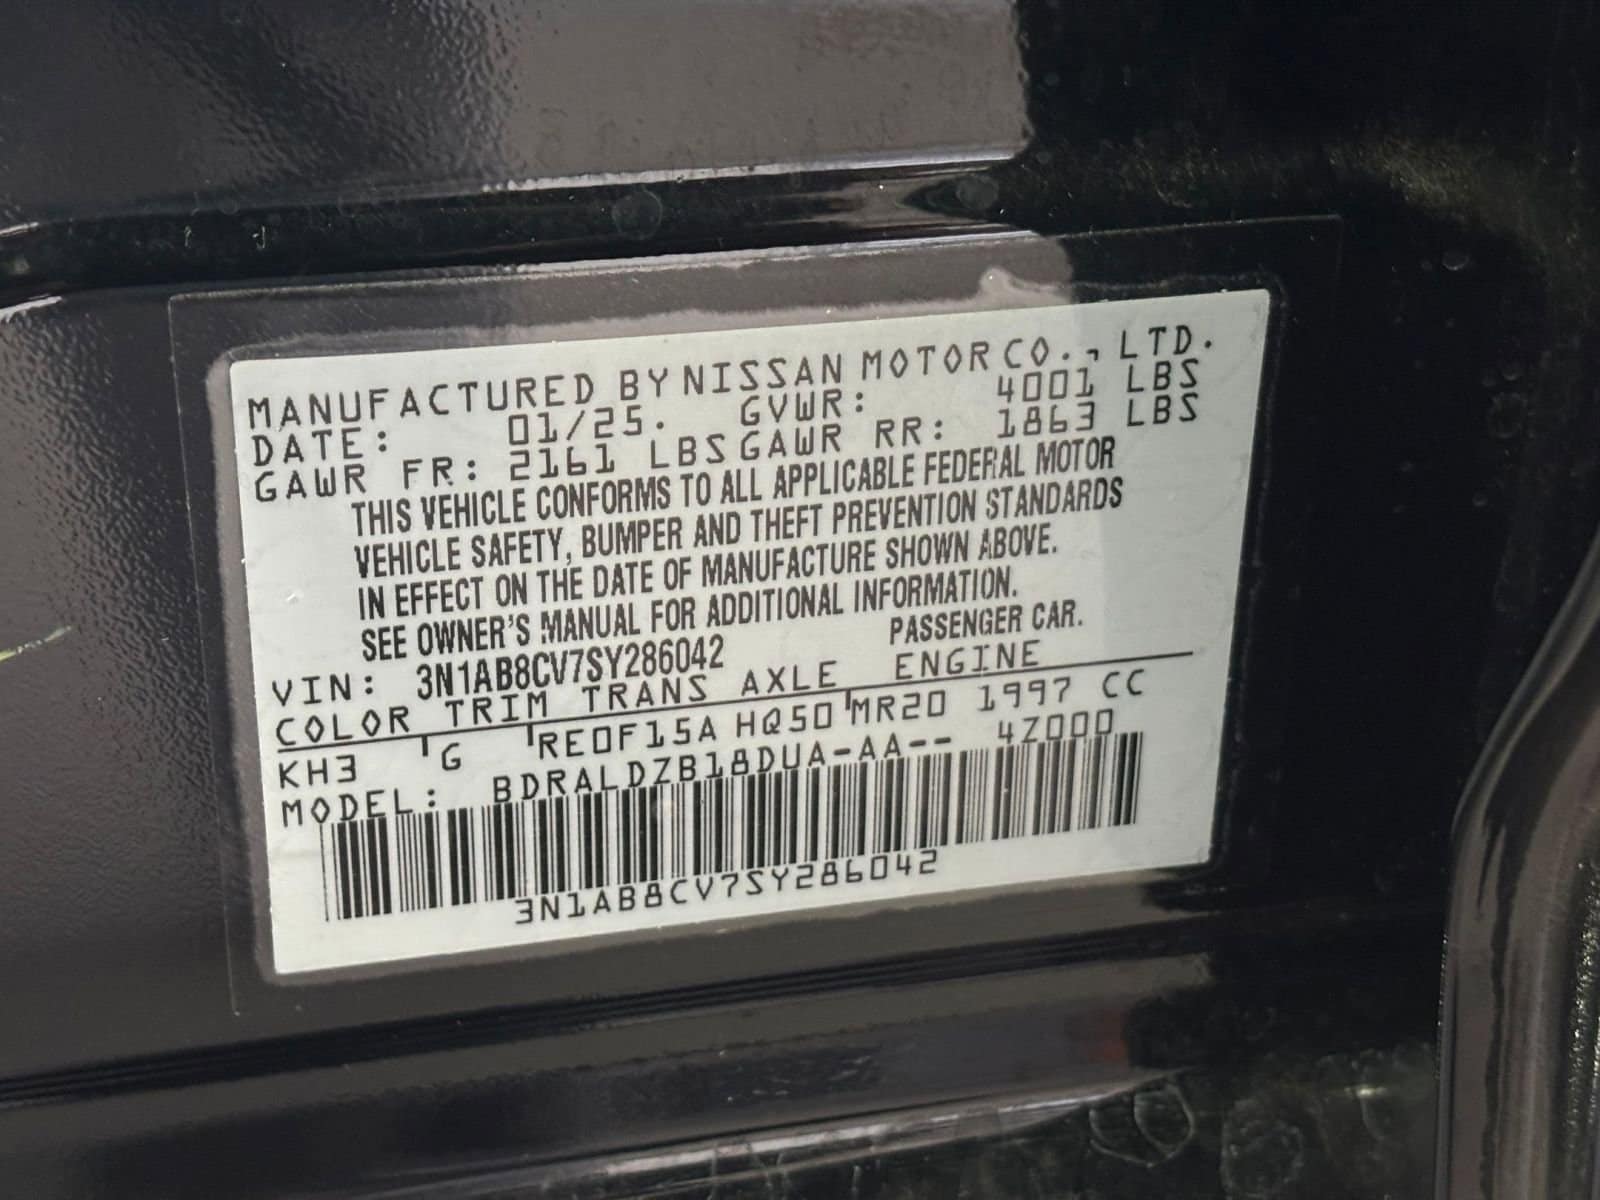 MANUFACTURED BY NISSAN MOTOR CO., LTD.
DATE: 01/25. GVWR: 4001 LBS
GAWR FR: 2161 LBS GAWR RR: 1863 LBS
THIS VEHICLE CONFORMS TO ALL APPLICABLE FEDERAL MOTOR
VEHICLE SAFETY, BUMPER AND THEFT PREVENTION STANDARDS
IN EFFECT ON THE DATE OF MANUFACTURE SHOWN ABOVE.
SEE OWNER'S MANUAL FOR ADDITIONAL INFORMATION.
VIN: 3N1AB8CV7SY286042 PASSENGER CAR.
COLOR TRIM TRANS AXLE ENGINE
KH3 G RE0F15A HQ50 MR20 1997 CC
MODEL: BDRALDZB18DUA-AA-- 4Z000
3N1AB8CV7SY286042